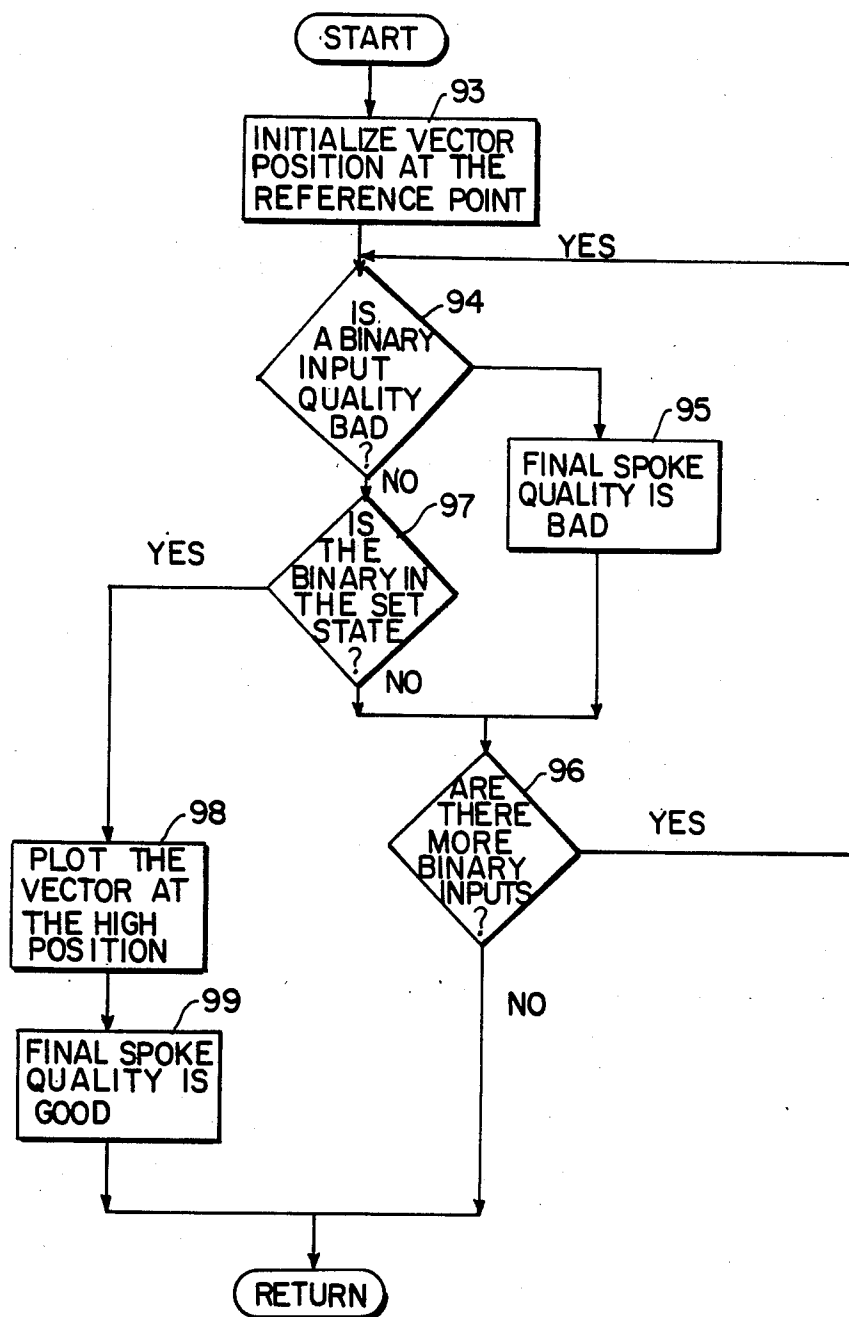 START
93
INITIALIZE VECTOR
POSITION AT THE
REFERENCE POINT
YES
94
IS
A BINARY
INPUT
QUALITY
BAD
?
NO
95
FINAL SPOKE
QUALITY IS
BAD
97
IS
THE
BINARY IN
THE SET
STATE
?
YES
NO
96
ARE
THERE
MORE
BINARY
INPUTS
?
YES
NO
98
PLOT THE
VECTOR AT
THE HIGH
POSITION
99
FINAL SPOKE
QUALITY IS
GOOD
RETURN